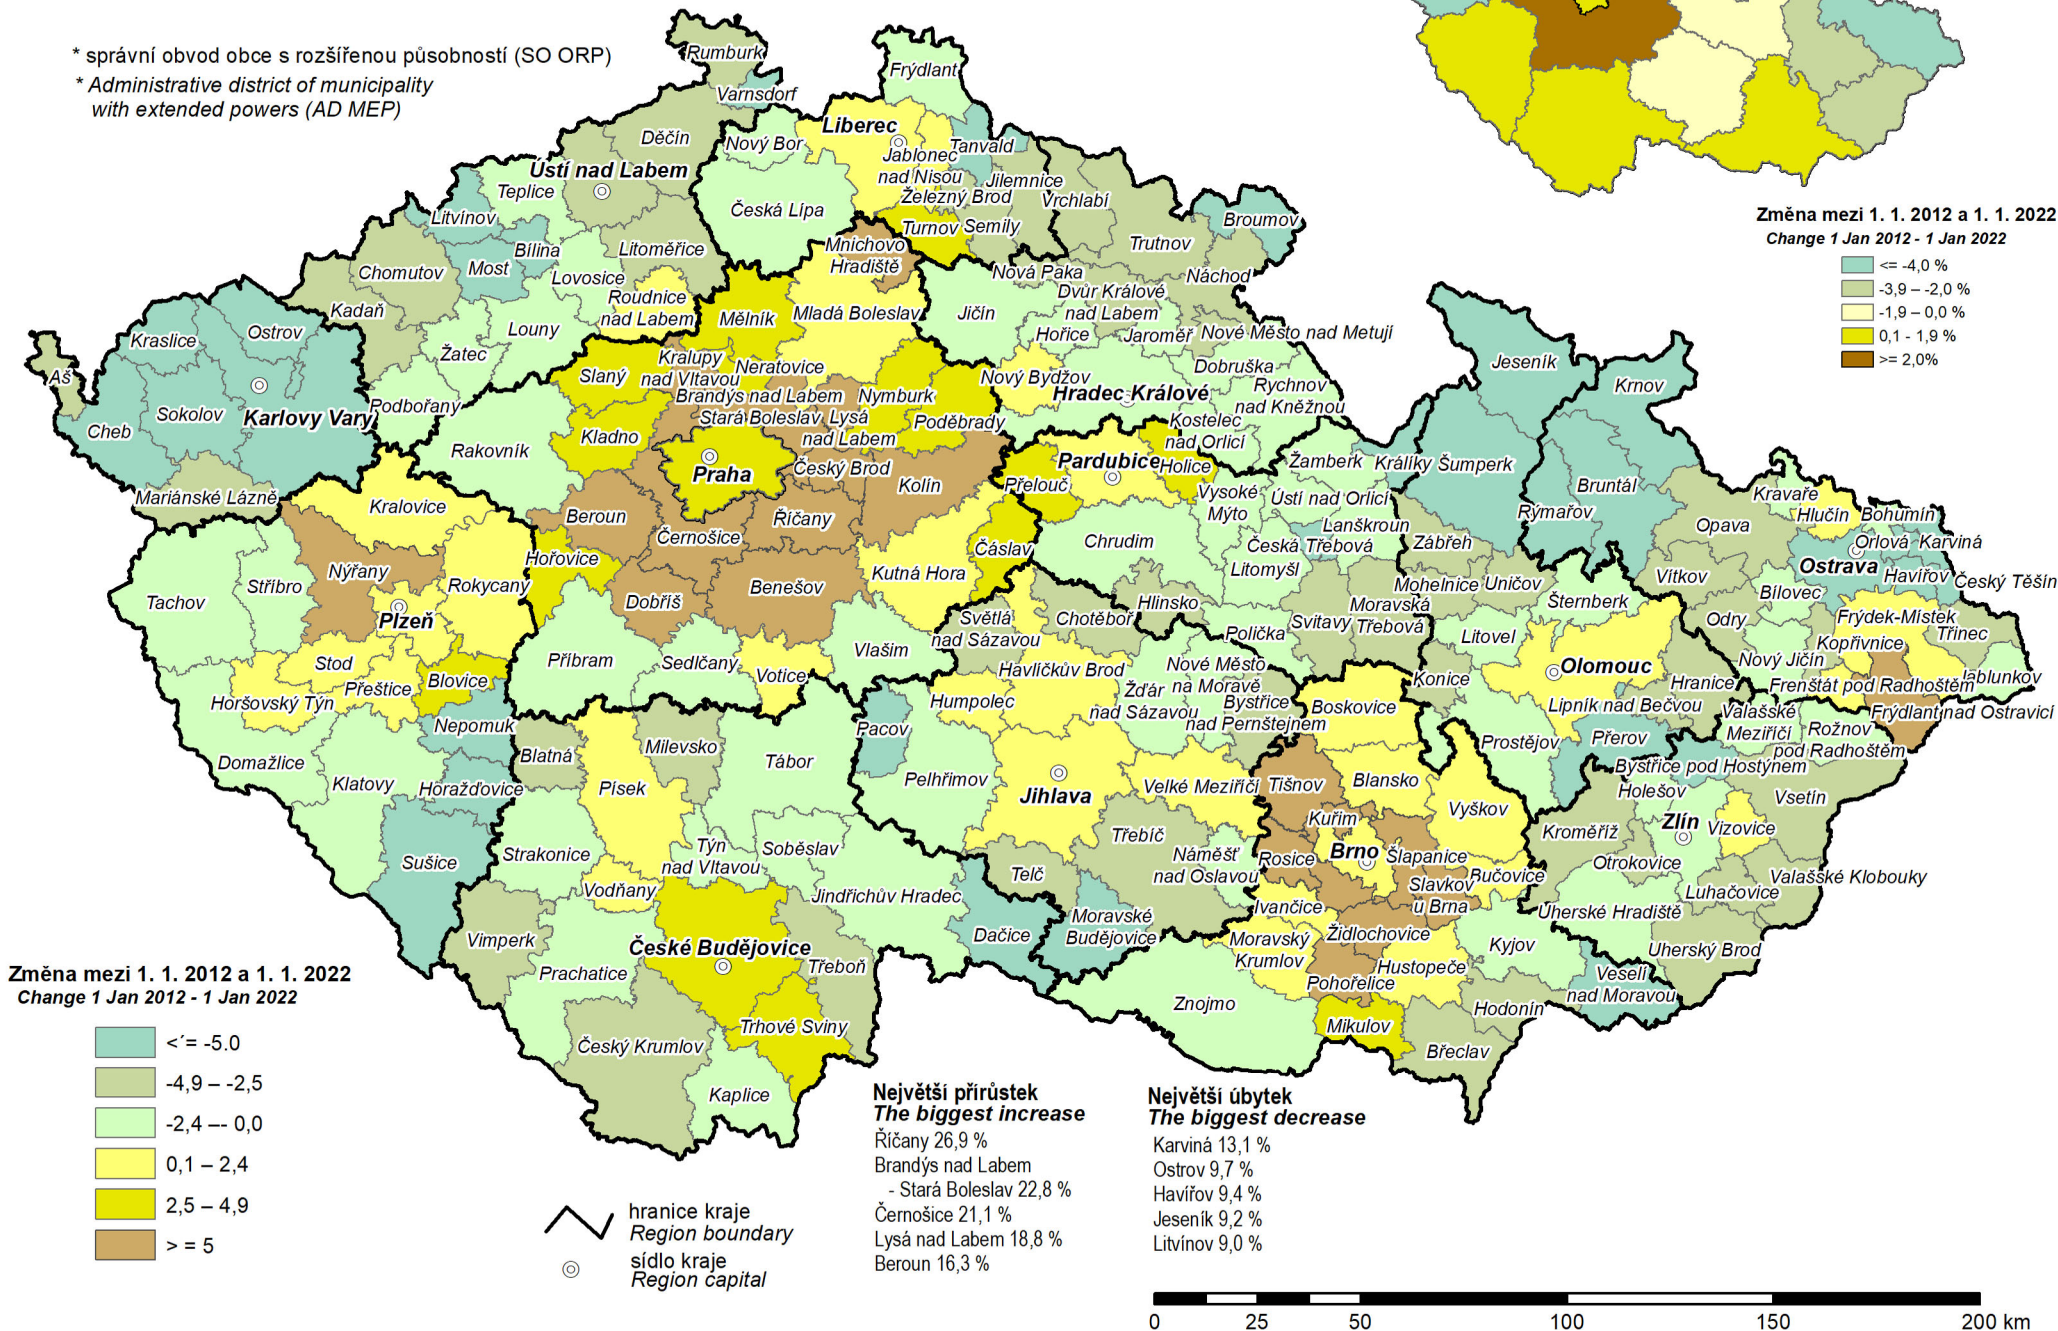 * správní obvod obce s rozšířenou působností (SO ORP)
* Administrative district of municipality
with extended powers (AD MEP)
Změna mezi 1. 1. 2012 a 1. 1. 2022
Change 1 Jan 2012 - 1 Jan 2022
<= -4,0 %
-3,9 – -2,0 %
-1,9 – 0,0 %
0,1 - 1,9 %
>= 2,0%
Rumburk
Varnsdorf
Frýdlant
Děčín
Nový Bor
Liberec
Jablonec
nad Nisou
Tanvald
Ústí nad Labem
Teplice
Česká Lípa
Železný Brod
Jilemnice
Vrchlabí
Litvínov
Bílina
Most
Litoměřice
Turnov
Semily
Trutnov
Broumov
Mnichovo
Hradiště
Chomutov
Lovosice
Roudnice
nad Labem
Nová Paka
Náchod
Kadaň
Louny
Mělník
Mladá Boleslav
Jičín
Dvůr Králové
nad Labem
Hořice
Jaroměř
Nové Město nad Metují
Kraslice
Ostrov
Žatec
Aš
Sokolov
Karlovy Vary
Cheb
Podbořany
Slaný
Kralupy
nad Vltavou
Neratovice
Brandýs nad Labem
Stará Boleslav
Lysá
nad Labem
Nymburk
Poděbrady
Nový Bydžov
Hradec Králové
Dobruška
Rychnov
nad Kněžnou
Kostelec
nad Orlicí
Jeseník
Krnov
Rakovník
Kladno
Praha
Český Brod
Kolín
Pardubice
Holice
Přelouč
Žamberk
Králíky
Šumperk
Bruntál
Rýmařov
Mariánské Lázně
Kralovice
Beroun
Říčany
Černošice
Vysoké
Mýto
Ústí nad Orlicí
Lanškroun
Česká Třebová
Litomyšl
Zábřeh
Opava
Kravaře
Hlučín
Bohumín
Orlová
Karviná
Ostrava
Havířov
Český Těšín
Tachov
Stříbro
Nýřany
Rokycany
Hořovice
Dobříš
Benešov
Kutná Hora
Čáslav
Chrudim
Hlinsko
Chotěboř
Světlá
nad Sázavou
Mohelnice
Uničov
Šternberk
Moravská
Třebová
Svitavy
Polička
Vítkov
Bílovec
Odry
Frýdek-Místek
Třinec
Kopřivnice
Nový Jičín
Frenštát pod Radhoštěm
Jablunkov
Frýdlant nad Ostravicí
Plzeň
Stod
Přeštice
Blovice
Horšovský Týn
Příbram
Sedlčany
Votice
Vlašim
Havlíčkův Brod
Humpolec
Nové Město
na Moravě
Žďár
nad Sázavou
Bystřice
nad Pernštejnem
Boskovice
Konice
Litovel
Olomouc
Hranice
Lipník nad Bečvou
Valašské
Meziříčí
Rožnov
pod Radhoštěm
Nepomuk
Domažlice
Klatovy
Horažďovice
Blatná
Milevsko
Písek
Tábor
Pacov
Pelhřimov
Jihlava
Velké Meziříčí
Tišnov
Blansko
Prostějov
Přerov
Bystřice pod Hostýnem
Holešov
Vsetín
Sušice
Strakonice
Týn
nad Vltavou
Soběslav
Vodňany
Jindřichův Hradec
Telč
Třebíč
Náměšť
nad Oslavou
Kuřim
Brno
Rosice
Šlapanice
Vyškov
Bučovice
Slavkov
u Brna
Kroměříž
Zlín
Vizovice
Otrokovice
Luhačovice
Valašské Klobouky
Vimperk
Prachatice
České Budějovice
Třeboň
Dačice
Moravské
Budějovice
Ivančice
Moravský
Krumlov
Židlochovice
Hustopeče
Pohořelice
Kyjov
Uherské Hradiště
Uherský Brod
Veselí
nad Moravou
Hodonín
Břeclav
Mikulov
Znojmo
Český Krumlov
Trhové Sviny
Kaplice
Změna mezi 1. 1. 2012 a 1. 1. 2022
Change 1 Jan 2012 - 1 Jan 2022
<´= -5.0
-4,9 – -2,5
-2,4 –- 0,0
0,1 – 2,4
2,5 – 4,9
> = 5
hranice kraje
Region boundary
sídlo kraje
Region capital
Největší přírůstek
The biggest increase
Říčany 26,9 %
Brandýs nad Labem
- Stará Boleslav 22,8 %
Černošice 21,1 %
Lysá nad Labem 18,8 %
Beroun 16,3 %
Největší úbytek
The biggest decrease
Karviná 13,1 %
Ostrov 9,7 %
Havířov 9,4 %
Jeseník 9,2 %
Litvínov 9,0 %
0 25 50 100 150 200 km